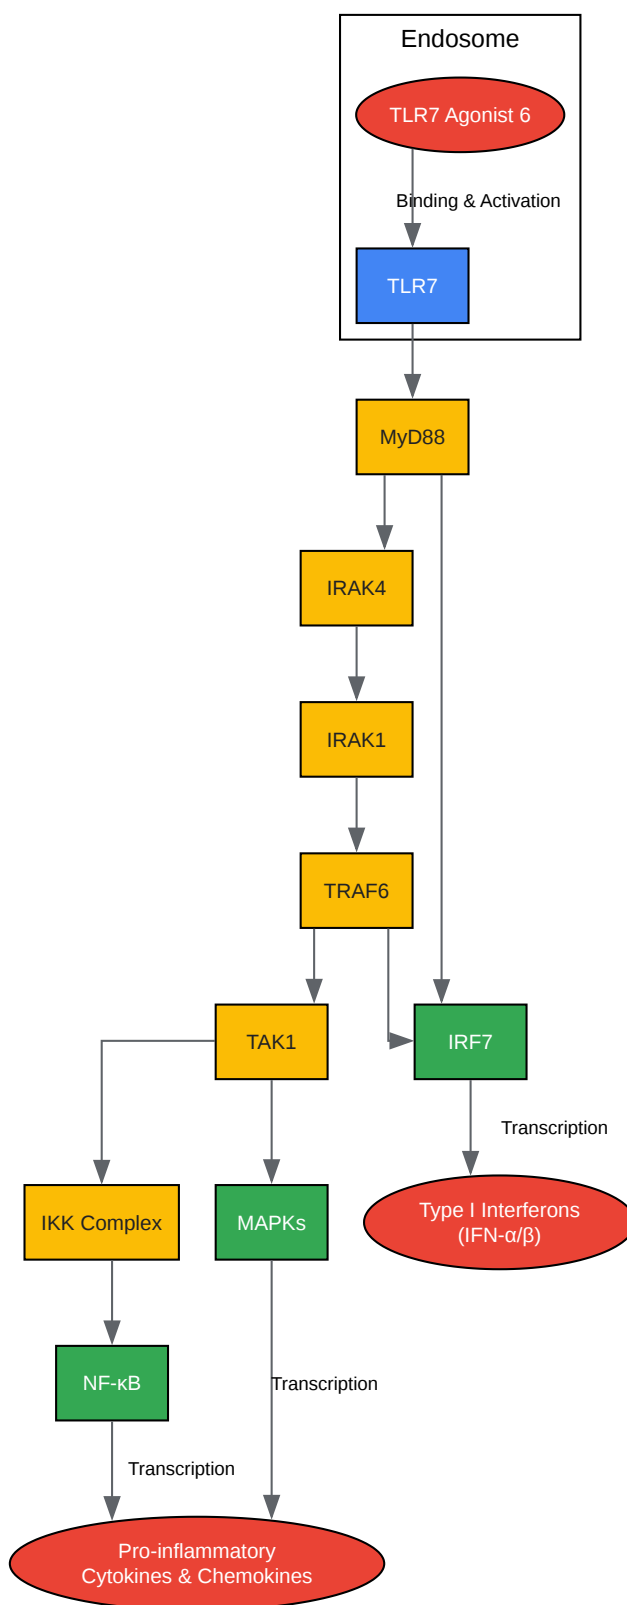 Endosome
TLR7 Agonist 6
Binding & Activation
TLR7
MyD88
IRAK4
IRAK1
TRAF6
TAK1
IRF7
Transcription
IKK Complex
MAPKs
Type I Interferons
(IFN-α/β)
NF-κB
Transcription
Transcription
Pro-inflammatory
Cytokines & Chemokines